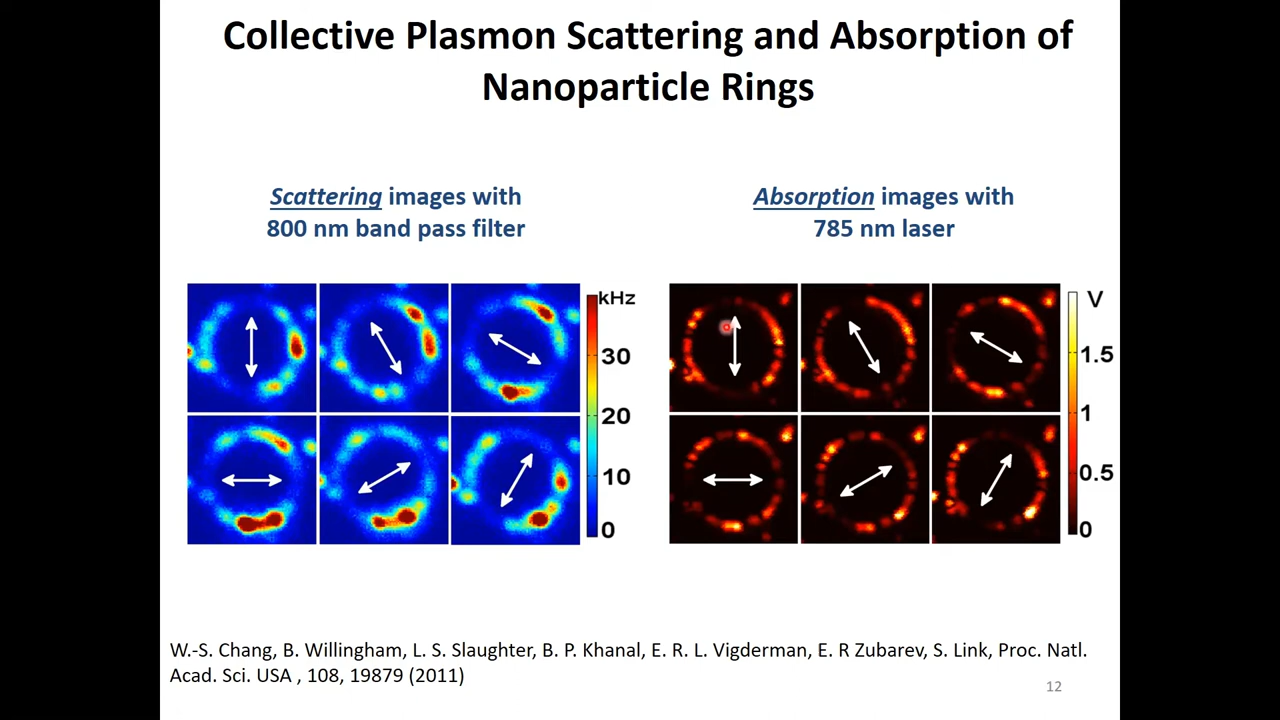 Collective Plasmon Scattering and Absorption of
Nanoparticle Rings
Scattering images with
800 nm band pass filter
Absorption images with
785 nm laser
kHz
30
20
10
0
V
1.5
1
0.5
0
W.-S. Chang, B. Willingham, L. S. Slaughter, B. P. Khanal, E. R. L. Vigderman, E. R Zubarev, S. Link, Proc. Natl.
Acad. Sci. USA , 108, 19879 (2011)
12